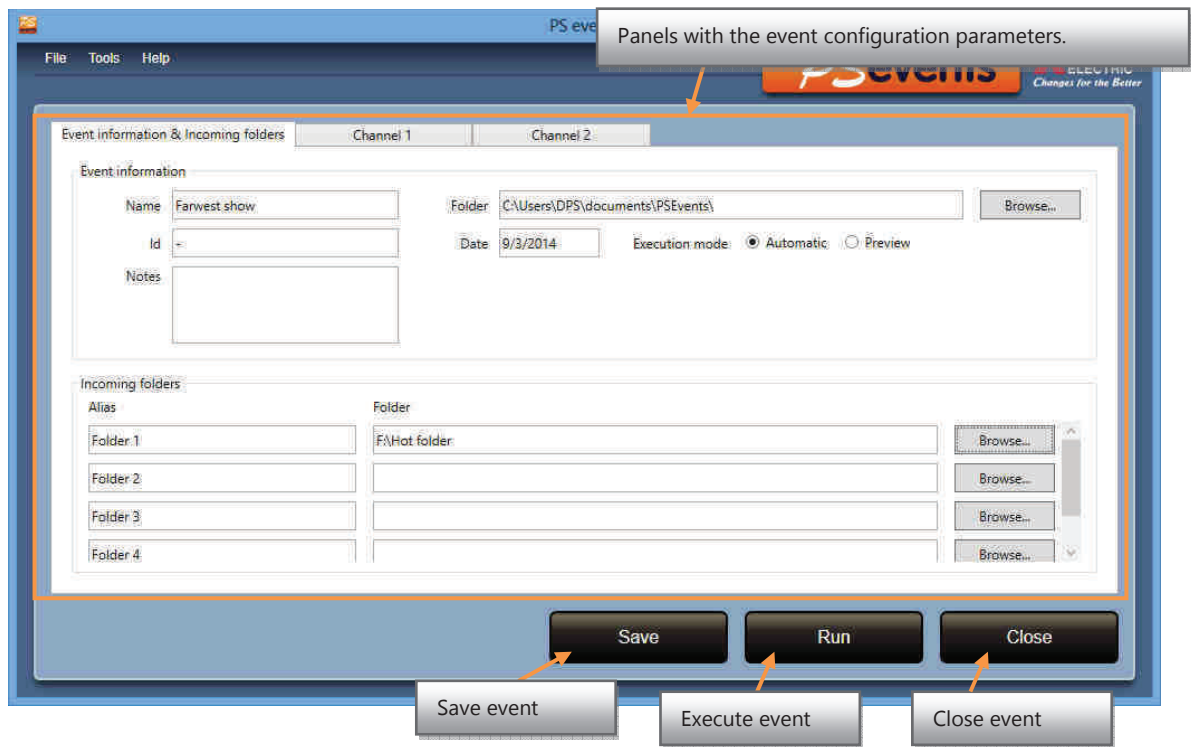 PS eve
Panels with the event configuration parameters.
File Tools Help
PSevents
ELECTRIC
Changes for the Better
Event information & Incoming folders Channel 1 Channel 2
Event information
Name Farwest show Folder C:\Users\DPS\documents\PSEvents\ Browse...
Id - Date 9/3/2014 Execution mode Automatic Preview
Notes
Incoming folders
Alias Folder
Folder 1 F:\Hot folder Browse...
Folder 2 Browse...
Folder 3 Browse...
Folder 4 Browse...
Save Run Close
Save event Execute event Close event